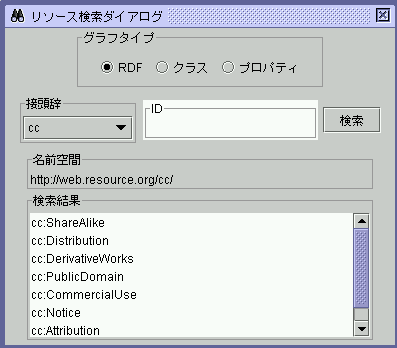 リソース検索ダイアログ
グラフタイプ
RDF クラス プロパティ
接頭辞 ID
cc 検索
名前空間
http://web.resource.org/cc/
検索結果
cc:ShareAlike
cc:Distribution
cc:DerivativeWorks
cc:PublicDomain
cc:CommercialUse
cc:Notice
cc:Attribution